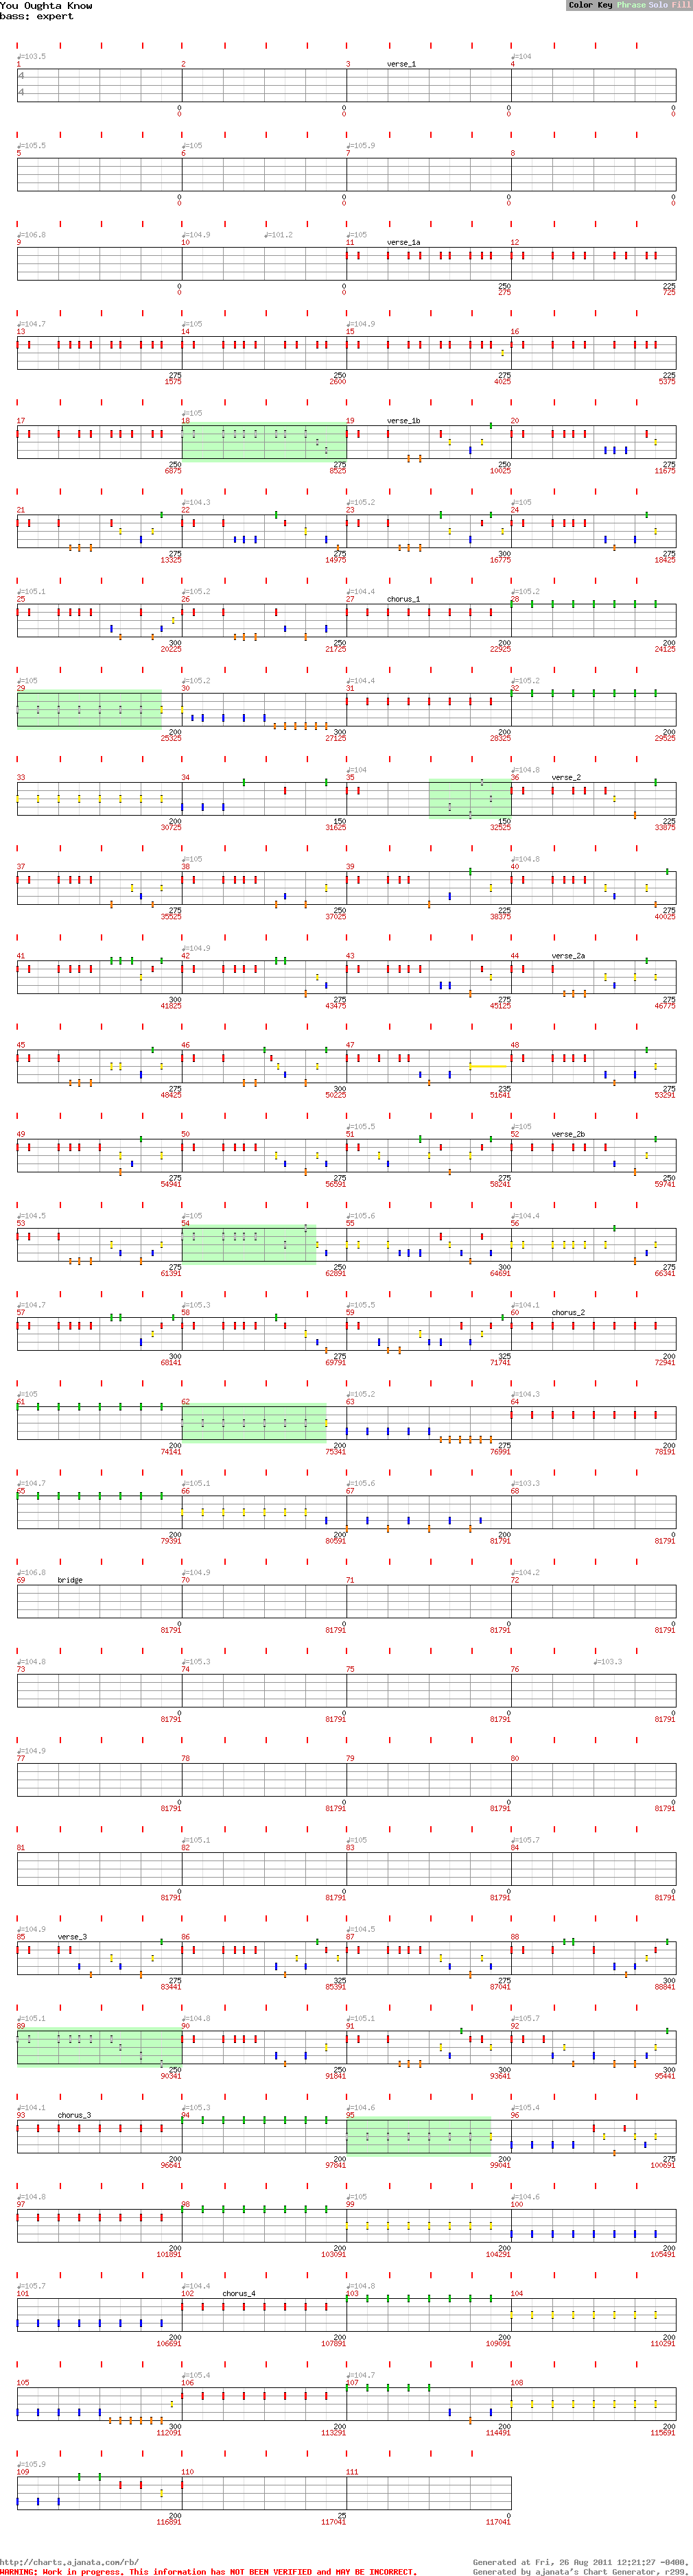 You Oughta Know
Color Key Phrase Solo Fill
bass: expert
♩=103.5 ♩=104
1 2 3 verse_1 4
4
4
0 0 0 0
0 0 0 0
♩=105.5 ♩=105 ♩=105.9
5 6 7 8
0 0 0 0
0 0 0 0
♩=106.8 ♩=104.9 ♩=101.2 ♩=105
9 10 11 verse_1a 12
0 0 250 225
0 0 275 725
♩=104.7 ♩=105 ♩=104.9
13 14 15 16
275 250 275 225
1575 2600 4025 5375
♩=105
17 18 19 verse_1b 20
250 275 250 275
6875 8525 10025 11675
♩=104.3 ♩=105.2 ♩=105
21 22 23 24
275 275 300 275
13325 14975 16775 18425
♩=105.1 ♩=105.2 ♩=104.4 ♩=105.2
25 26 27 chorus_1 28
300 250 200 200
20225 21725 22925 24125
♩=105 ♩=105.2 ♩=104.4 ♩=105.2
29 30 31 32
200 300 200 200
25325 27125 28325 29525
♩=104 ♩=104.8
33 34 35 36 verse_2
200 150 150 225
30725 31625 32525 33875
♩=105 ♩=104.8
37 38 39 40
275 250 225 275
35525 37025 38375 40025
♩=104.9
41 42 43 verse_2a 44
300 275 275 275
41825 43475 45125 46775
45 46 47 48
275 300 235 275
48425 50225 51641 53291
♩=105.5 ♩=105
49 50 51 52 verse_2b
275 275 275 250
54941 56591 58241 59741
♩=104.5 ♩=105 ♩=105.6 ♩=104.4
53 54 55 56
275 250 300 275
61391 62891 64691 66341
♩=104.7 ♩=105.3 ♩=105.5 ♩=104.1
57 58 59 60 chorus_2
300 275 325 200
68141 69791 71741 72941
♩=105 ♩=105.2 ♩=104.3
61 62 63 64
200 200 275 200
74141 75341 76991 78191
♩=104.7 ♩=105.1 ♩=105.6 ♩=103.3
65 66 67 68
200 200 200 0
79391 80591 81791 81791
♩=106.8 ♩=104.9 ♩=104.2
69 bridge 70 71 72
0 0 0 0
81791 81791 81791 81791
♩=104.8 ♩=105.3 ♩=103.3
73 74 75 76
0 0 0 0
81791 81791 81791 81791
♩=104.9
77 78 79 80
0 0 0 0
81791 81791 81791 81791
♩=105.1 ♩=105 ♩=105.7
81 82 83 84
0 0 0 0
81791 81791 81791 81791
♩=104.9 ♩=104.5
85 verse_3 86 87 88
275 325 275 300
83441 85391 87041 88841
♩=105.1 ♩=104.8 ♩=105.1 ♩=105.7
89 90 91 92
250 250 300 300
90341 91841 93641 95441
♩=104.1 ♩=105.3 ♩=104.6 ♩=105.4
93 chorus_3 94 95 96
200 200 200 275
96641 97841 99041 100691
♩=104.8 ♩=105 ♩=104.6
97 98 99 100
200 200 200 200
101891 103091 104291 105491
♩=105.7 ♩=104.4 ♩=104.8
101 102 chorus_4 103 104
200 200 200 200
106691 107891 109091 110291
♩=105.4 ♩=104.7
105 106 107 108
300 200 200 200
112091 113291 114491 115691
♩=105.9
109 110 111
200 25 0
116891 117041 117041
http://charts.ajanata.com/rb/
Generated at Fri, 26 Aug 2011 12:21:27 -0400.
WARNING: Work in progress. This information has NOT BEEN VERIFIED and MAY BE INCORRECT.
Generated by ajanata's Chart Generator, r299.